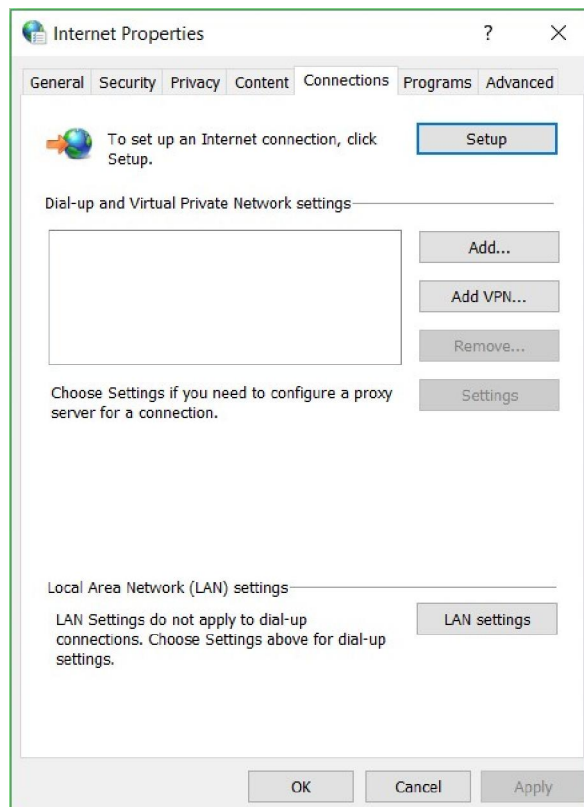 Internet Properties
?
General Security Privacy Content Connections Programs Advanced
To set up an Internet connection, click
Setup.
Setup
Dial-up and Virtual Private Network settings
Add...
Add VPN...
Remove...
Choose Settings if you need to configure a proxy
server for a connection.
Settings
Local Area Network (LAN) settings
LAN Settings do not apply to dial-up
connections. Choose Settings above for dial-up
settings.
LAN settings
OK Cancel Apply